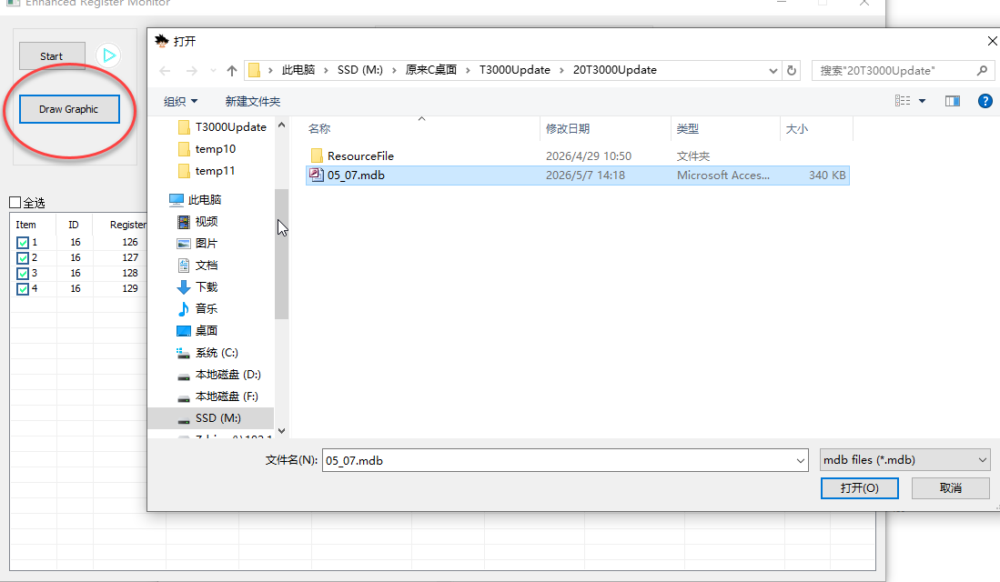 Enhanced Register Monitor
Start
Draw Graphic
全选
Item ID Register
1 16 126
2 16 127
3 16 128
4 16 129
打开
此电脑 SSD (M:) 原来C桌面 T3000Update 20T3000Update
搜索"20T3000Update"
组织 新建文件夹
T3000Update
temp10
temp11
此电脑
视频
图片
文档
下载
音乐
桌面
系统 (C:)
本地磁盘 (D:)
本地磁盘 (F:)
SSD (M:)
名称 修改日期 类型 大小
ResourceFile 2026/4/29 10:50 文件夹
05_07.mdb 2026/5/7 14:18 Microsoft Acces... 340 KB
文件名(N): 05_07.mdb
mdb files (*.mdb)
打开(O) 取消